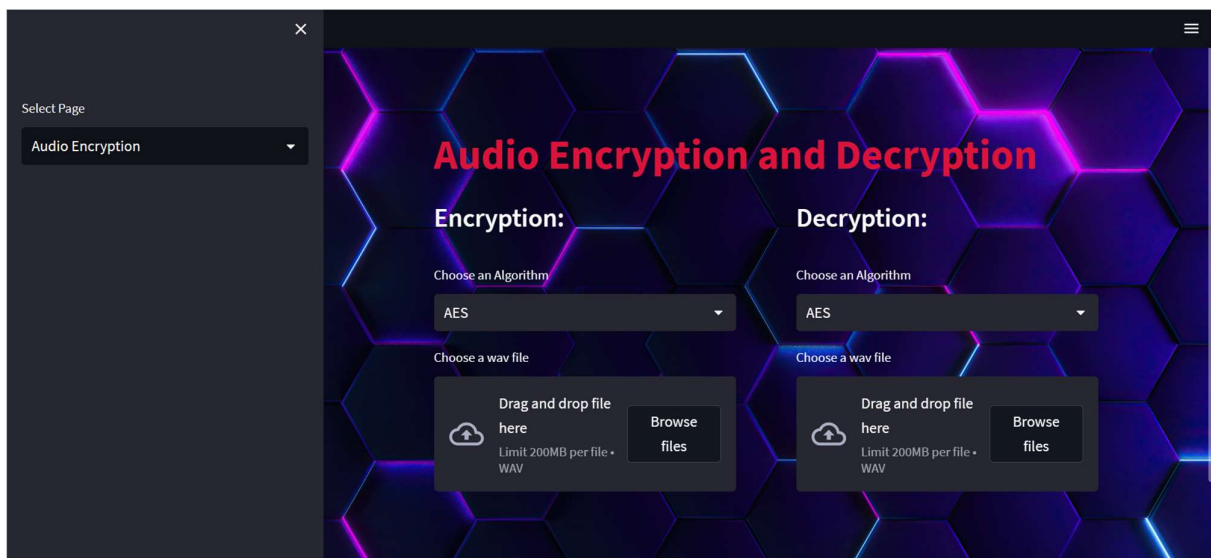 Select Page
Audio Encryption
Audio Encryption and Decryption
Encryption:
Choose an Algorithm
AES
Choose a wav file
Drag and drop file
here
Limit 200MB per file •
WAV
Browse
files
Decryption:
Choose an Algorithm
AES
Choose a wav file
Drag and drop file
here
Limit 200MB per file •
WAV
Browse
files